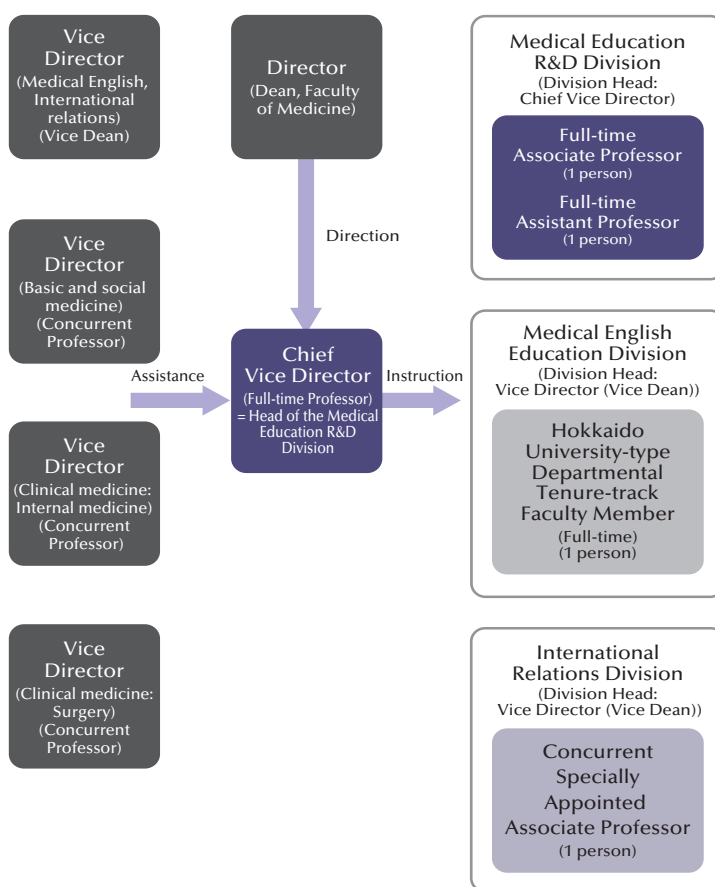 Vice
Director
(Medical English,
International
relations)
(Vice Dean)
Director
(Dean, Faculty
of Medicine)
Medical Education
R&D Division
(Division Head:
Chief Vice Director)
Full-time
Associate Professor
(1 person)
Full-time
Assistant Professor
(1 person)
Direction
Vice
Director
(Basic and social
medicine)
(Concurrent
Professor)
Assistance
Chief
Vice Director
(Full-time Professor)
= Head of the Medical
Education R&D
Division
Instruction
Medical English
Education Division
(Division Head:
Vice Director (Vice Dean))
Hokkaido
University-type
Departmental
Tenure-track
Faculty Member
(Full-time)
(1 person)
Vice
Director
(Clinical medicine:
Internal medicine)
(Concurrent
Professor)
Vice
Director
(Clinical medicine:
Surgery)
(Concurrent
Professor)
International
Relations Division
(Division Head:
Vice Director (Vice Dean))
Concurrent
Specially
Appointed
Associate Professor
(1 person)